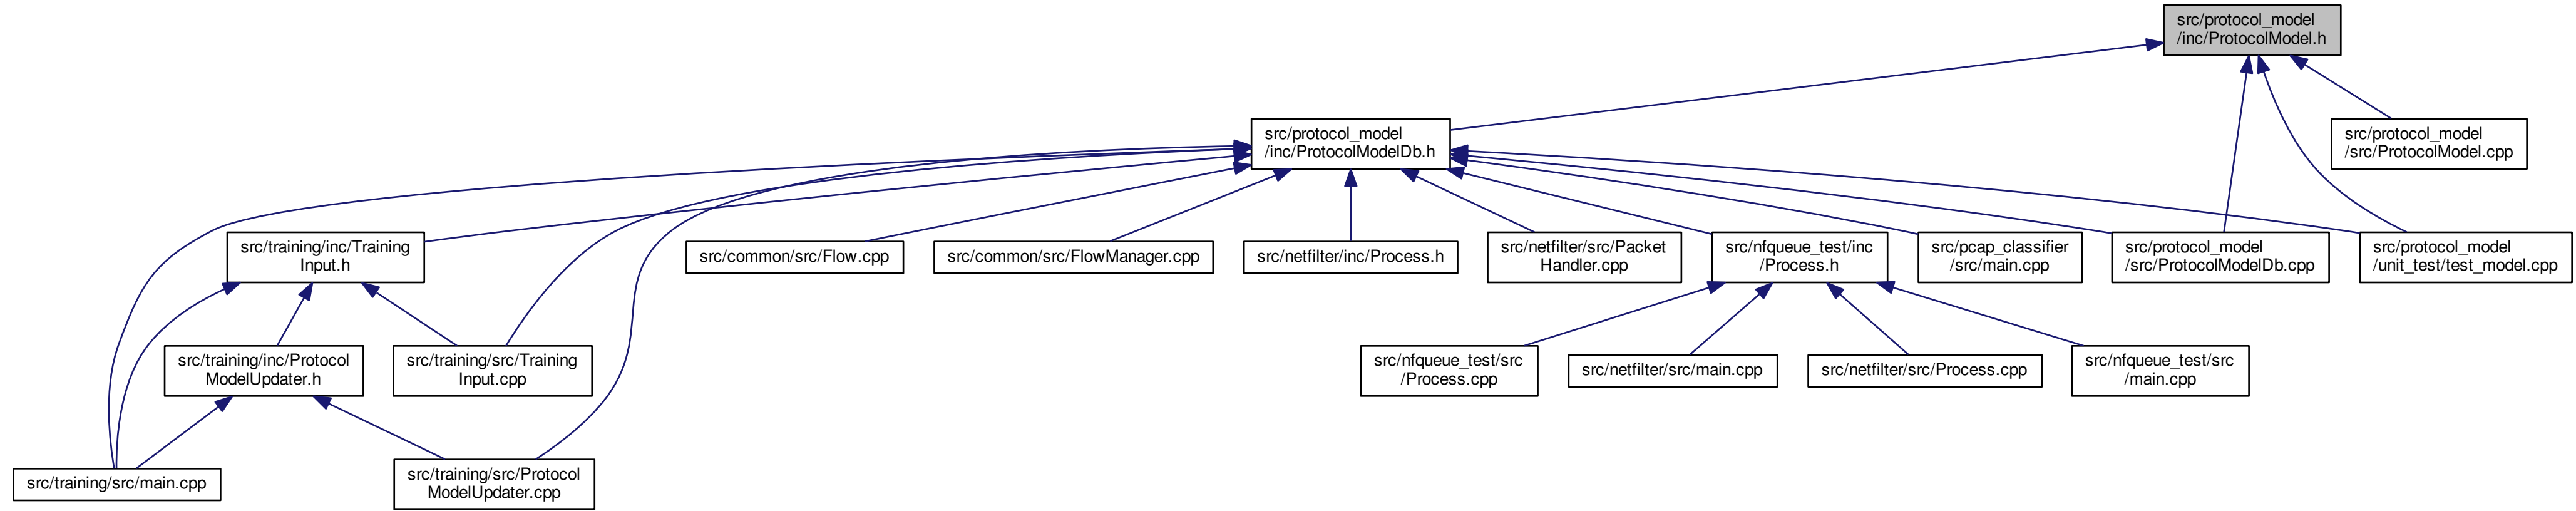 src/protocol_model
/inc/ProtocolModel.h
src/protocol_model
/inc/ProtocolModelDb.h
src/protocol_model
/src/ProtocolModel.cpp
src/training/inc/Training
Input.h
src/common/src/Flow.cpp
src/common/src/FlowManager.cpp
src/netfilter/inc/Process.h
src/netfilter/src/Packet
Handler.cpp
src/nfqueue_test/inc
/Process.h
src/pcap_classifier
/src/main.cpp
src/protocol_model
/src/ProtocolModelDb.cpp
src/protocol_model
/unit_test/test_model.cpp
src/training/inc/Protocol
ModelUpdater.h
src/training/src/Training
Input.cpp
src/nfqueue_test/src
/Process.cpp
src/netfilter/src/main.cpp
src/netfilter/src/Process.cpp
src/nfqueue_test/src
/main.cpp
src/training/src/main.cpp
src/training/src/Protocol
ModelUpdater.cpp